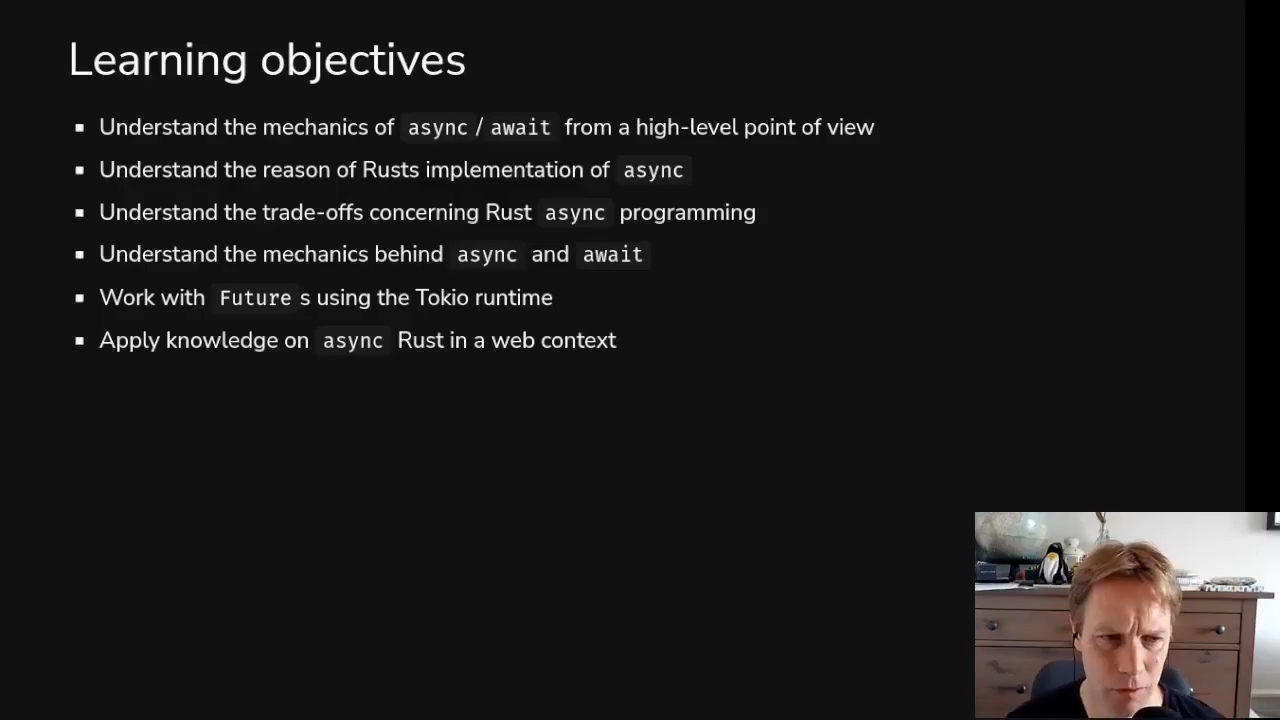 Learning objectives
Understand the mechanics of async / await from a high-level point of view
Understand the reason of Rusts implementation of async
Understand the trade-offs concerning Rust async programming
Understand the mechanics behind async and await
Work with Future s using the Tokio runtime
Apply knowledge on async Rust in a web context